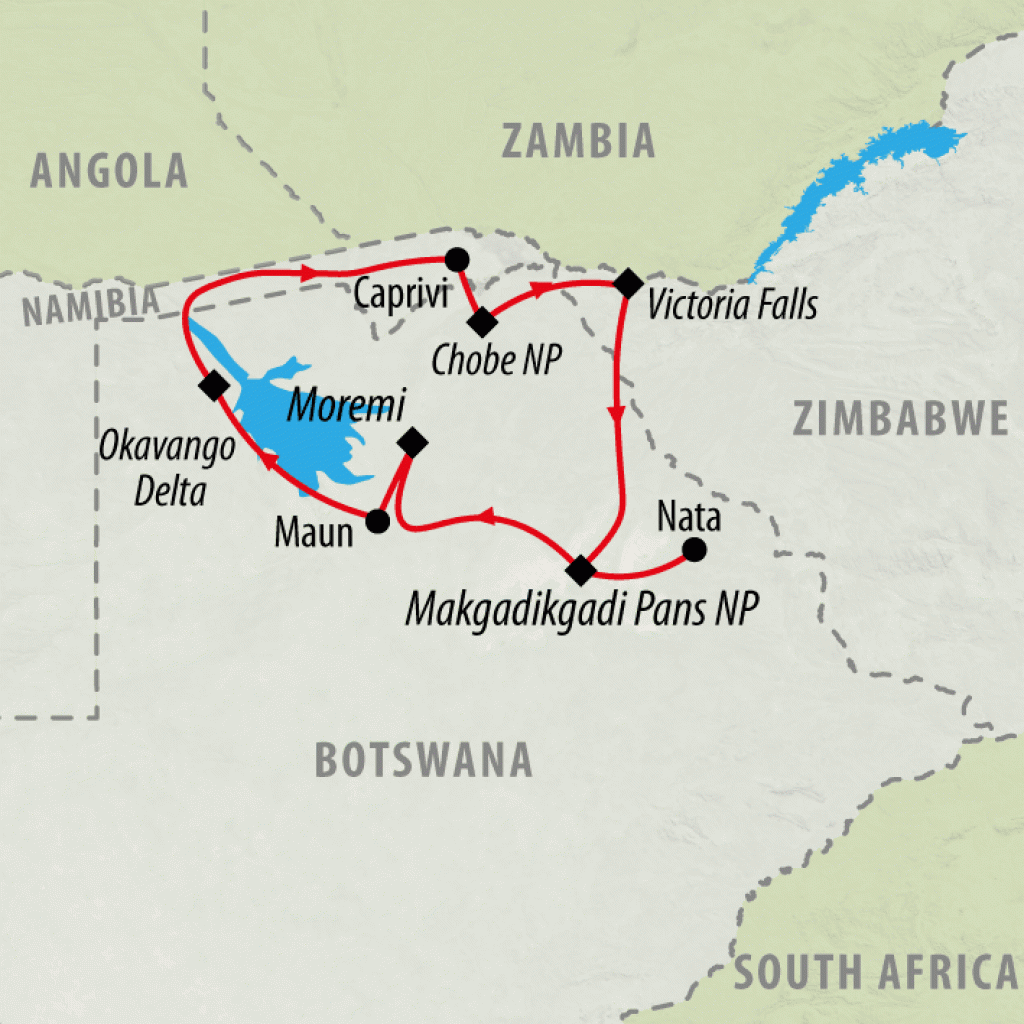 ZAMBIA
ANGOLA
NAMIBIA
Caprivi
Victoria Falls
Chobe NP
Moremi
ZIMBABWE
Okavango
Delta
Maun
Nata
Makgadikgadi Pans NP
BOTSWANA
SOUTH AFRICA